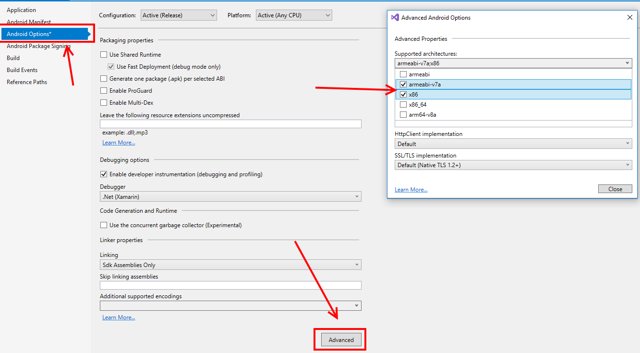 Application
Android Manifest
Android Options*
Android Package Signing
Build
Build Events
Reference Paths
Configuration: Active (Release) Platform: Active (Any CPU)
Packaging properties
Use Shared Runtime
Use Fast Deployment (debug mode only)
Generate one package (.apk) per selected ABI
Enable ProGuard
Enable Multi-Dex
Leave the following resource extensions uncompressed
example: .dll;.mp3
Learn More...
Debugging options
Enable developer instrumentation (debugging and profiling)
Debugger
.Net (Xamarin)
Code Generation and Runtime
Use the concurrent garbage collector (Experimental)
Linker properties
Linking
Sdk Assemblies Only
Skip linking assemblies
Additional supported encodings
Learn More...
Advanced
Advanced Android Options
Advanced Properties
Supported architectures:
armeabi-v7a;x86
armeabi
armeabi-v7a
x86
x86_64
arm64-v8a
HttpClient implementation
Default
SSL/TLS implementation
Default (Native TLS 1.2+)
Learn More...
Close